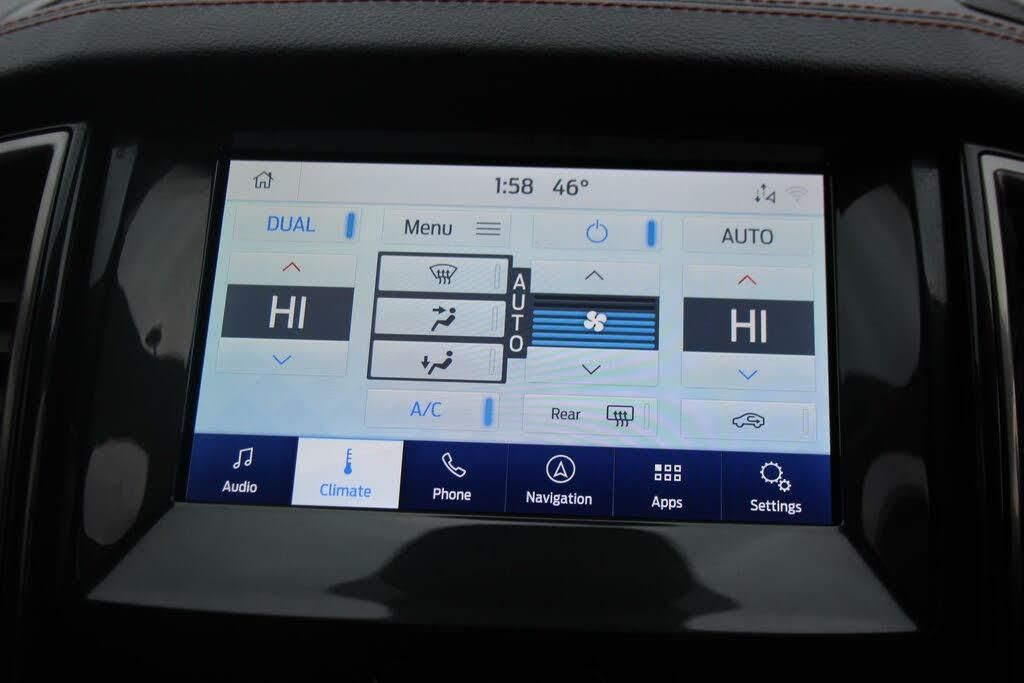 1:58 46°
DUAL
Menu
AUTO
HI
AUTO
HI
A/C
Rear
Audio
Climate
Phone
Navigation
Apps
Settings